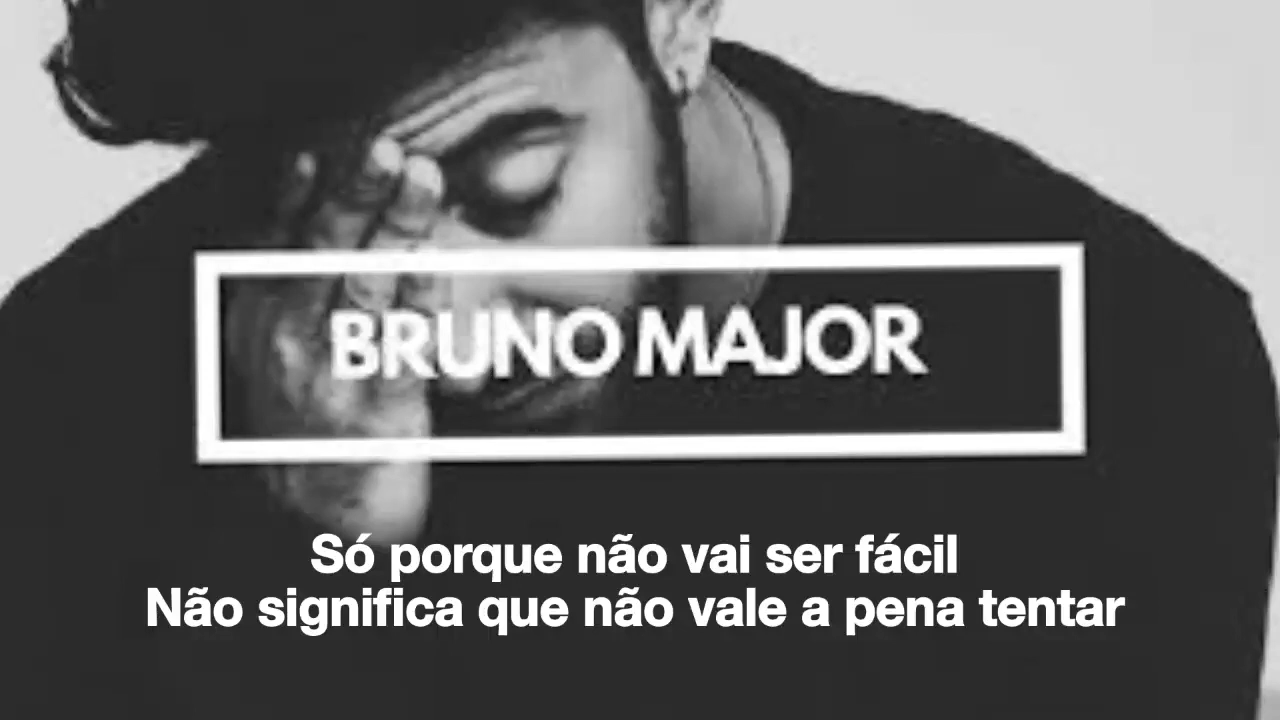 BRUNO MAJOR
Só porque não vai ser fácil
Não significa que não vale a pena tentar